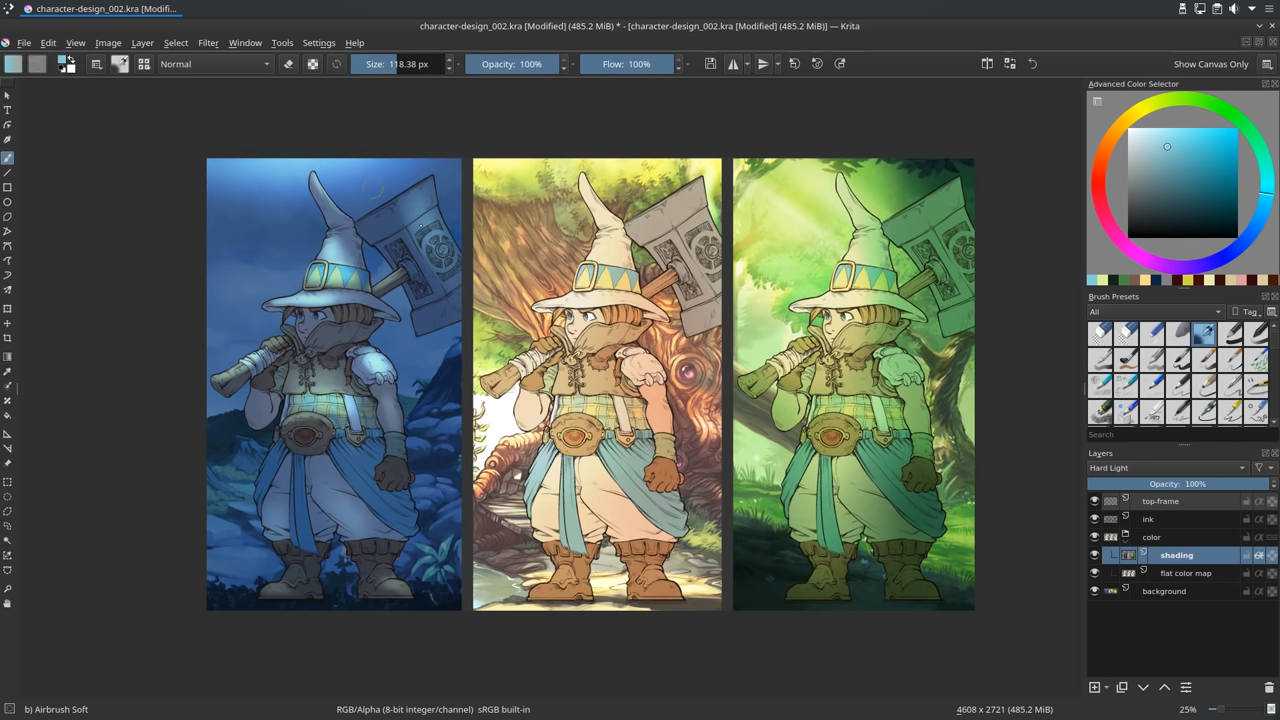 character-design_002.kra [Modifi...
character-design_002.kra [Modified] (485.2 MiB) * - [character-design_002.kra [Modified] (485.2 MiB)] — Krita
File Edit View Image Layer Select Filter Window Tools Settings Help
Normal Size: 118.38 px Opacity: 100% Flow: 100% Show Canvas Only
Advanced Color Selector
Brush Presets
All Tag
Search
Layers
Hard Light
Opacity: 100%
top-frame
ink
color
shading
flat color map
background
b) Airbrush Soft RGB/Alpha (8-bit integer/channel) sRGB built-in 4608 x 2721 (485.2 MiB) 25%